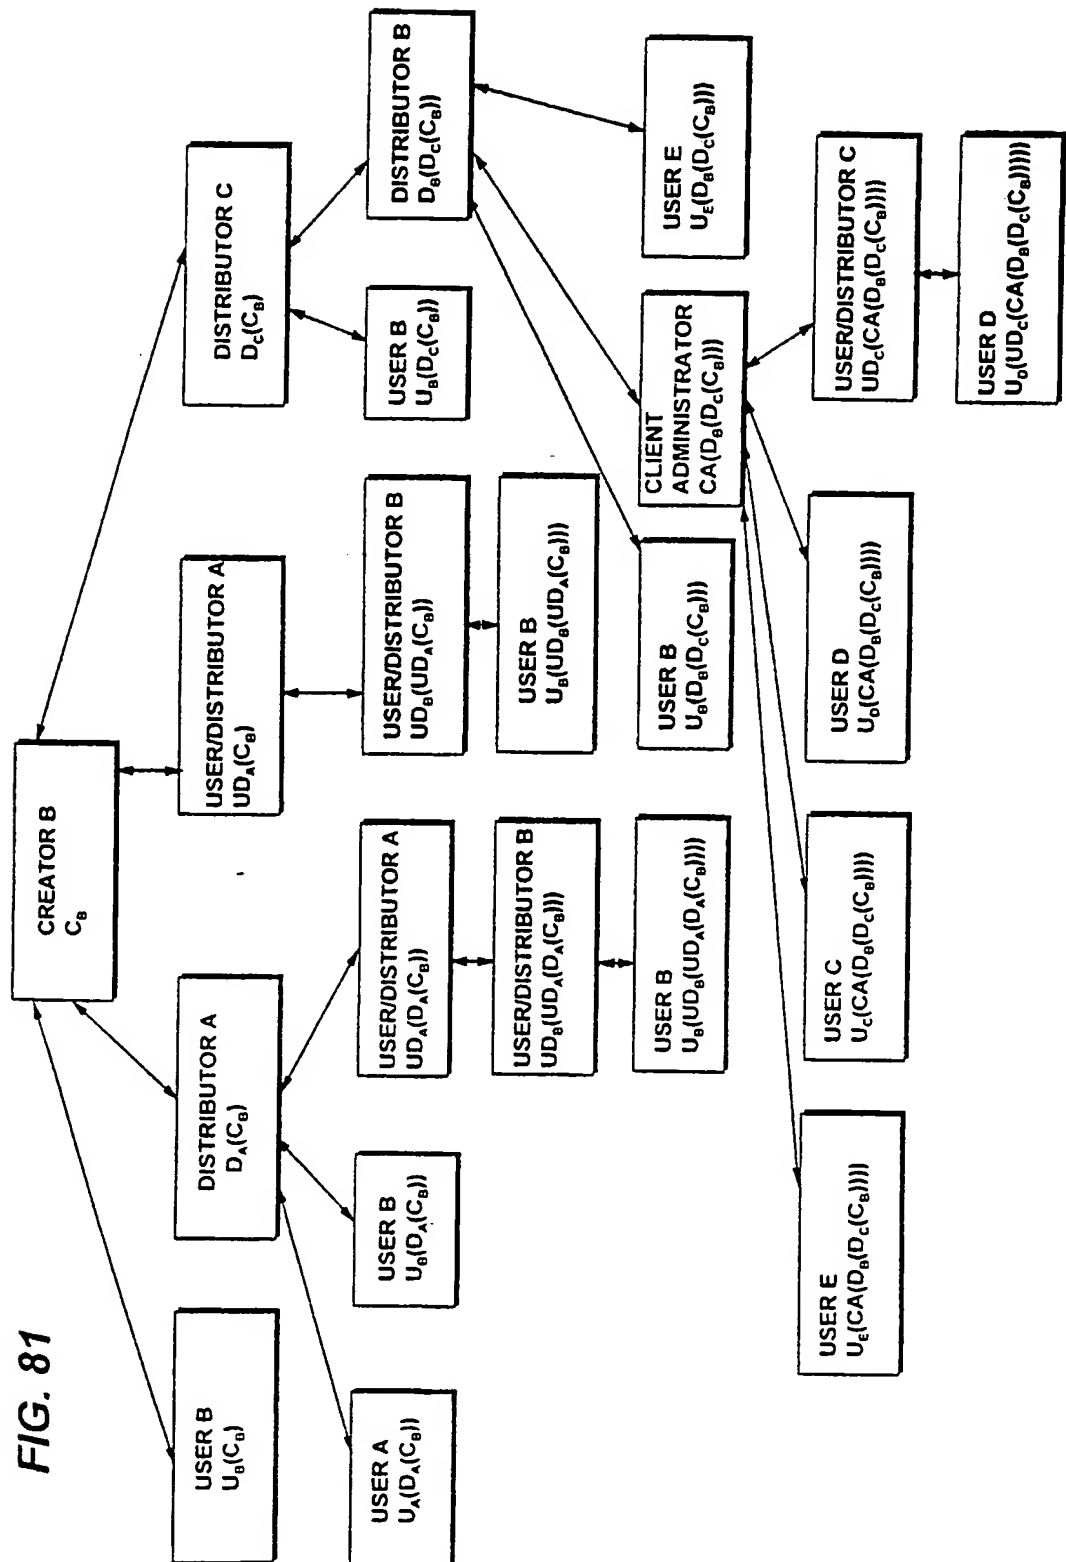 FIG. 81
CREATOR B
C_B
USER B
U_B(C_B)
DISTRIBUTOR A
D_A(C_B)
USER/DISTRIBUTOR A
UD_A(C_B)
DISTRIBUTOR C
D_C(C_B)
USER A
U_A(D_A(C_B))
USER B
U_B(D_A(C_B))
USER/DISTRIBUTOR A
UD_A(D_A(C_B))
USER/DISTRIBUTOR B
UD_B(UD_A(C_B))
USER B
U_B(D_C(C_B))
DISTRIBUTOR B
D_B(D_C(C_B))
USER/DISTRIBUTOR B
UD_B(UD_A(D_A(C_B)))
USER B
U_B(UD_B(UD_A(C_B)))
USER B
U_B(UD_B(UD_A(D_A(C_B))))
USER B
U_B(D_B(D_C(C_B)))
CLIENT
ADMINISTRATOR
CA(D_B(D_C(C_B)))
USER E
U_E(D_B(D_C(C_B)))
USER E
U_E(CA(D_B(D_C(C_B))))
USER C
U_C(CA(D_B(D_C(C_B))))
USER D
U_D(CA(D_B(D_C(C_B))))
USER/DISTRIBUTOR C
UD_C(CA(D_B(D_C(C_B))))
USER D
U_D(UD_C(CA(D_B(D_C(C_B)))))